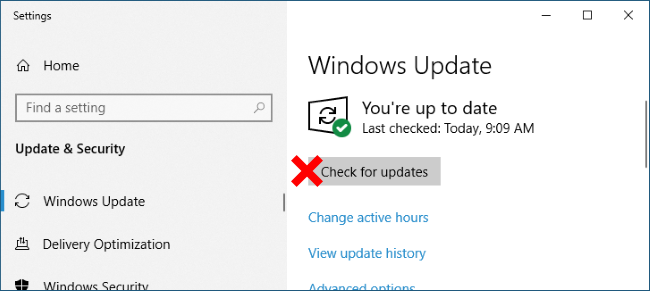 Settings
Home
Find a setting
Update & Security
Windows Update
Delivery Optimization
Windows Security
Windows Update
You're up to date
Last checked: Today, 9:09 AM
Check for updates
Change active hours
View update history
Advanced options